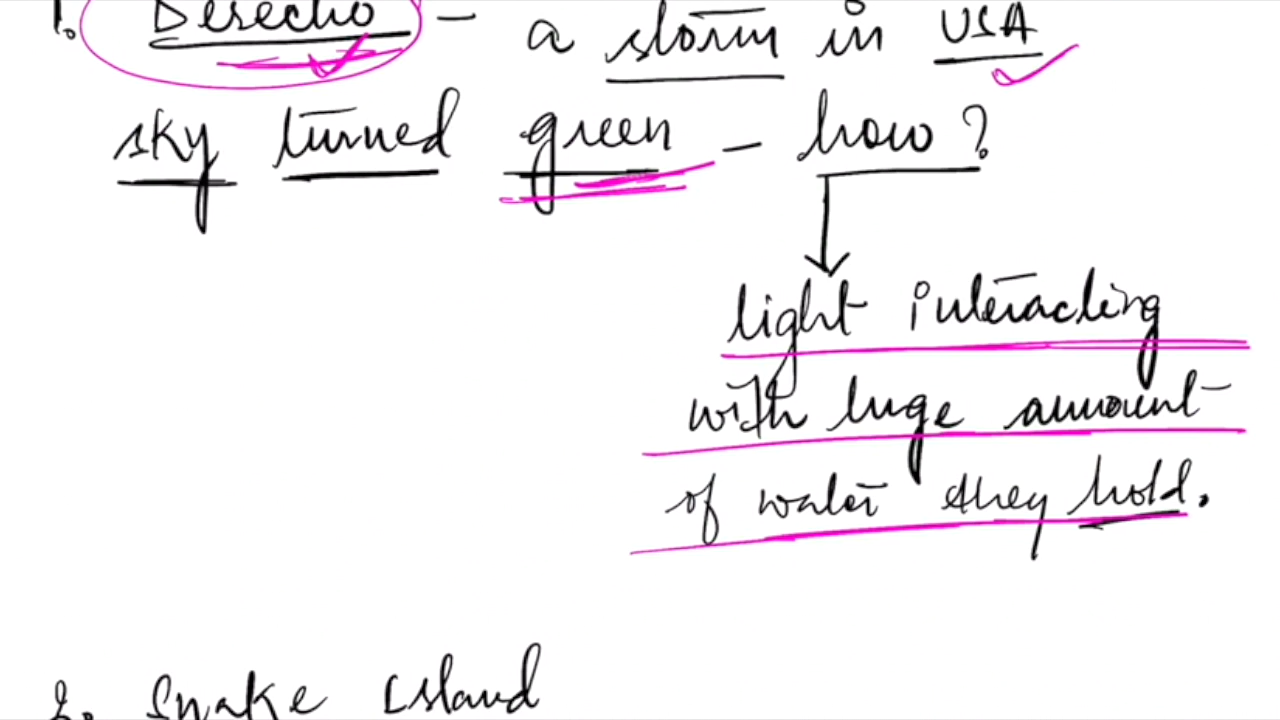 1. Derecho - a storm in USA
sky turned green - how?
light interacting
with huge amount
of water they hold.
2. Snake Island